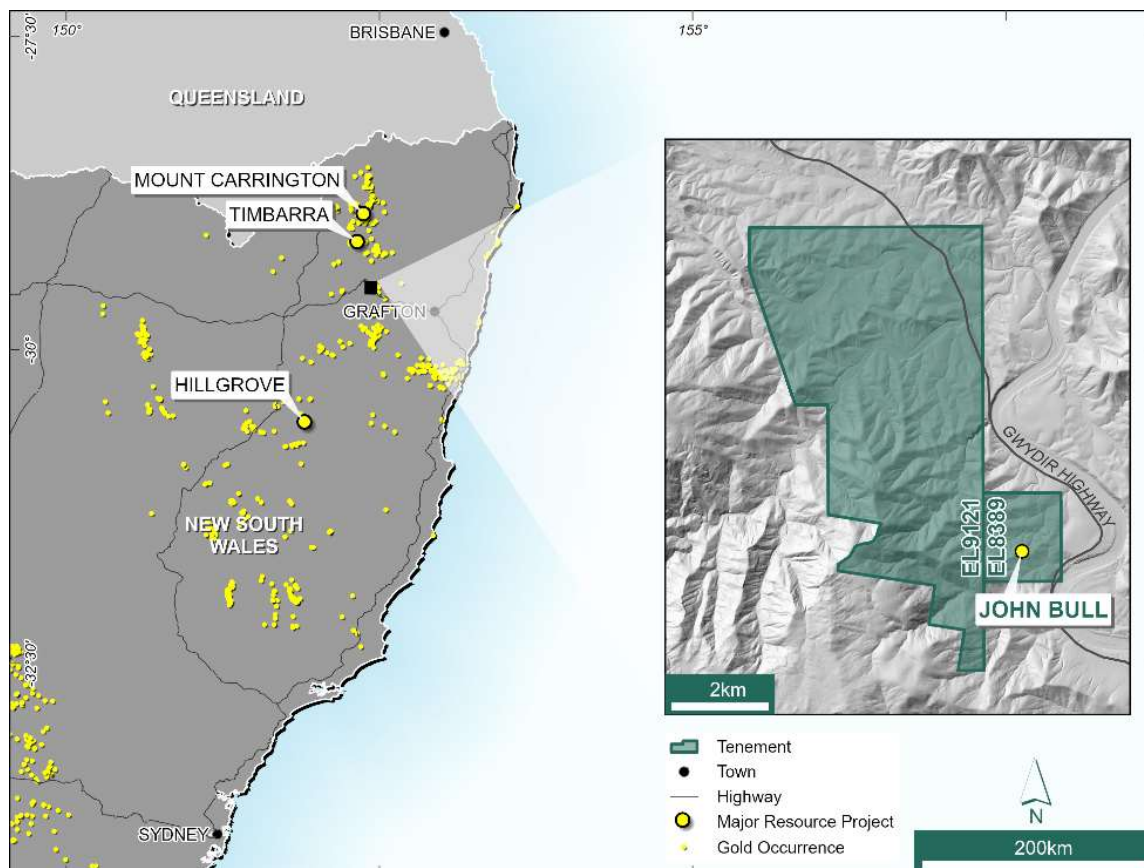 150°
155°
-27°30'
BRISBANE
QUEENSLAND
MOUNT CARRINGTON
TIMBARRA
GRAFTON
-30°
HILLGROVE
NEW SOUTH
WALES
-32°30'
SYDNEY
GWYDIR HIGHWAY
EL9121
EL8389
JOHN BULL
2km
Tenement
Town
Highway
Major Resource Project
Gold Occurrence
N
200km